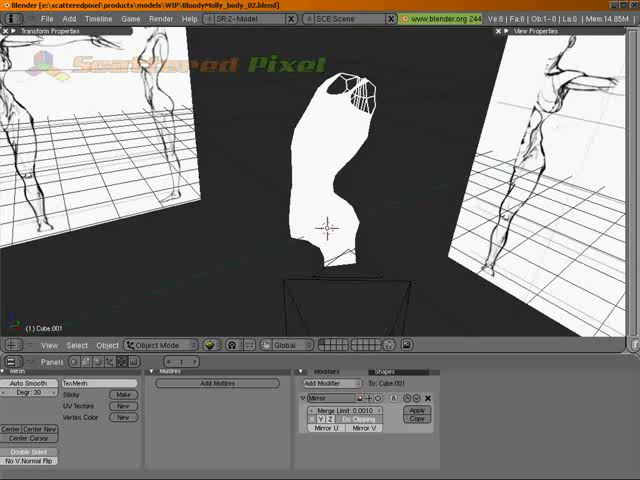 Blender [e:\scatteredpixel\products\models\WIP\BloodyMolly_body_02.blend]
File Add Timeline Game Render Help SR:2-Model SCE:Scene www.blender.org 244 Ve:8 | Fa:6 | Ob:1-0 | La:0 | Mem:14.85M
Transform Properties
View Properties
Scattered Pixel
(1) Cube.001
View Select Object Object Mode Global
Panels 1
Mesh
Multires
Modifiers Shapes
Auto Smooth
TexMesh:
Add Multires
Add Modifier To: Cube.001
Degr: 30
Sticky Make
UV Texture New
Vertex Color New
Mirror
Merge Limit: 0.0010 Apply
X Y Z Do Clipping Copy
Mirror U Mirror V
Center Center New
Center Cursor
Double Sided
No V.Normal Flip